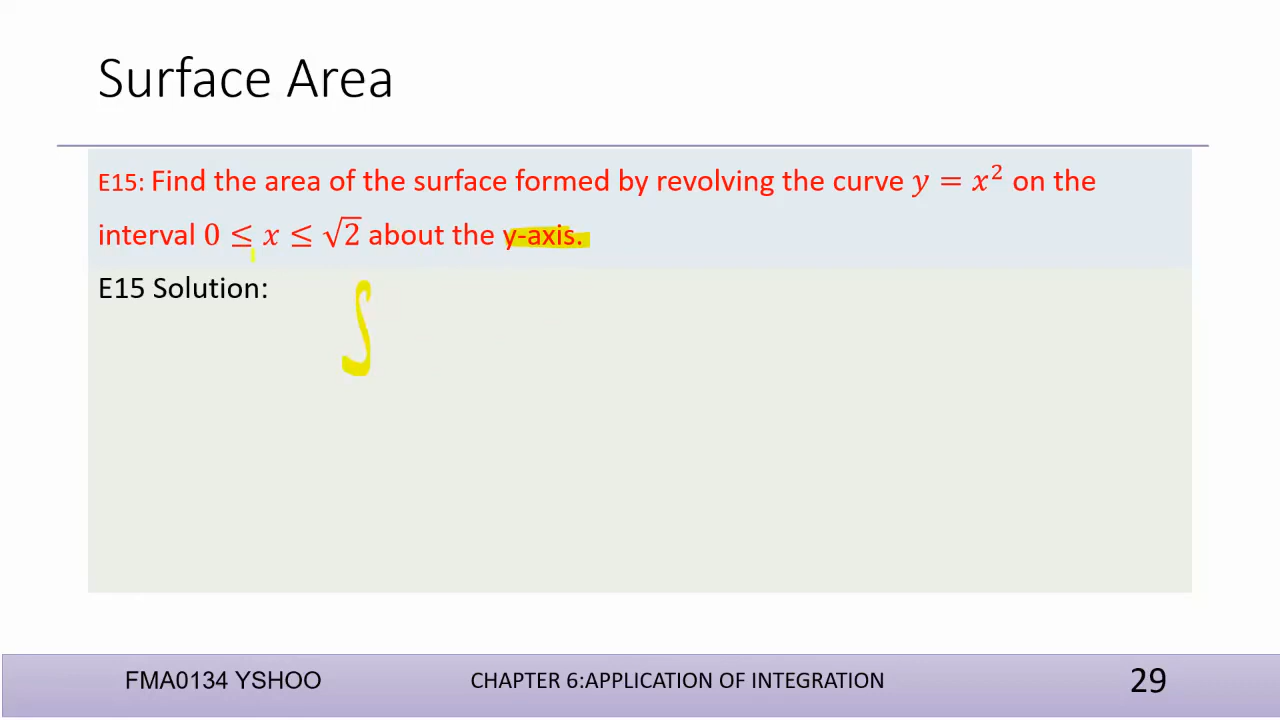 Surface Area
E15: Find the area of the surface formed by revolving the curve y = x² on the
interval 0 ≤ x ≤ √2 about the y-axis.
E15 Solution:
∫
FMA0134 YSHOO CHAPTER 6:APPLICATION OF INTEGRATION 29